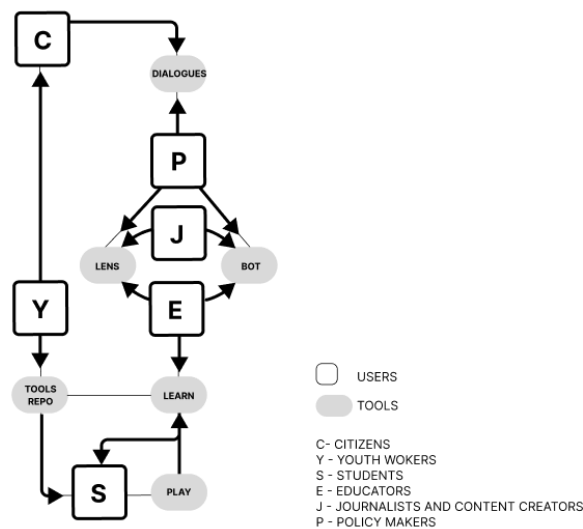 C
DIALOGUES
P
J
LENS
BOT
Y
E
TOOLS
REPO
LEARN
S
PLAY
USERS
TOOLS
C- CITIZENS
Y - YOUTH WOKERS
S - STUDENTS
E - EDUCATORS
J - JOURNALISTS AND CONTENT CREATORS
P - POLICY MAKERS